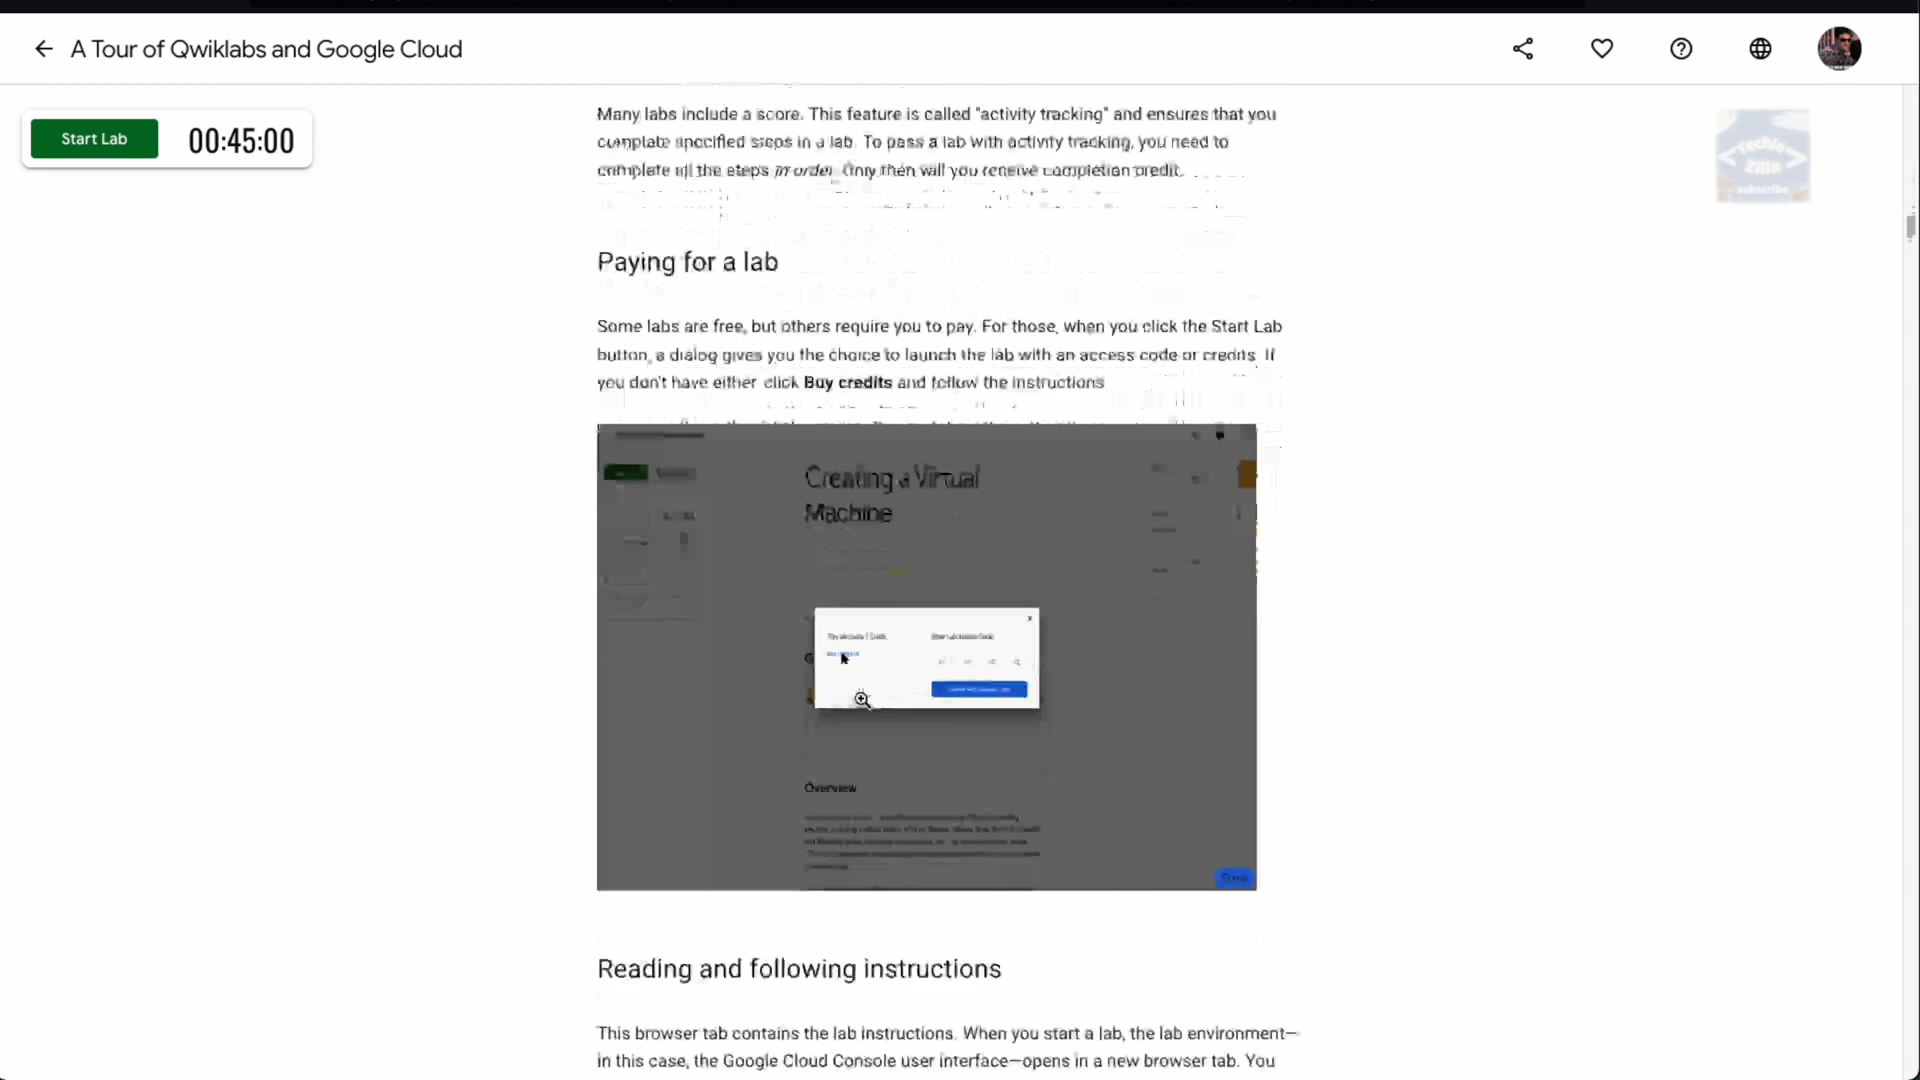 A Tour of Qwiklabs and Google Cloud
Start Lab
00:45:00
Techie
Zilla
subscribe
Many labs include a score. This feature is called "activity tracking" and ensures that you
complete specified steps in a lab. To pass a lab with activity tracking, you need to
complete all the steps in order. Only then will you receive completion credit.
Paying for a lab
Some labs are free, but others require you to pay. For those, when you click the Start Lab
button, a dialog gives you the choice to launch the lab with an access code or credits. If
you don't have either click Buy credits and follow the instructions
Creating a Virtual
Machine
Overview
Reading and following instructions
This browser tab contains the lab instructions. When you start a lab, the lab environment—
in this case, the Google Cloud Console user interface—opens in a new browser tab. You